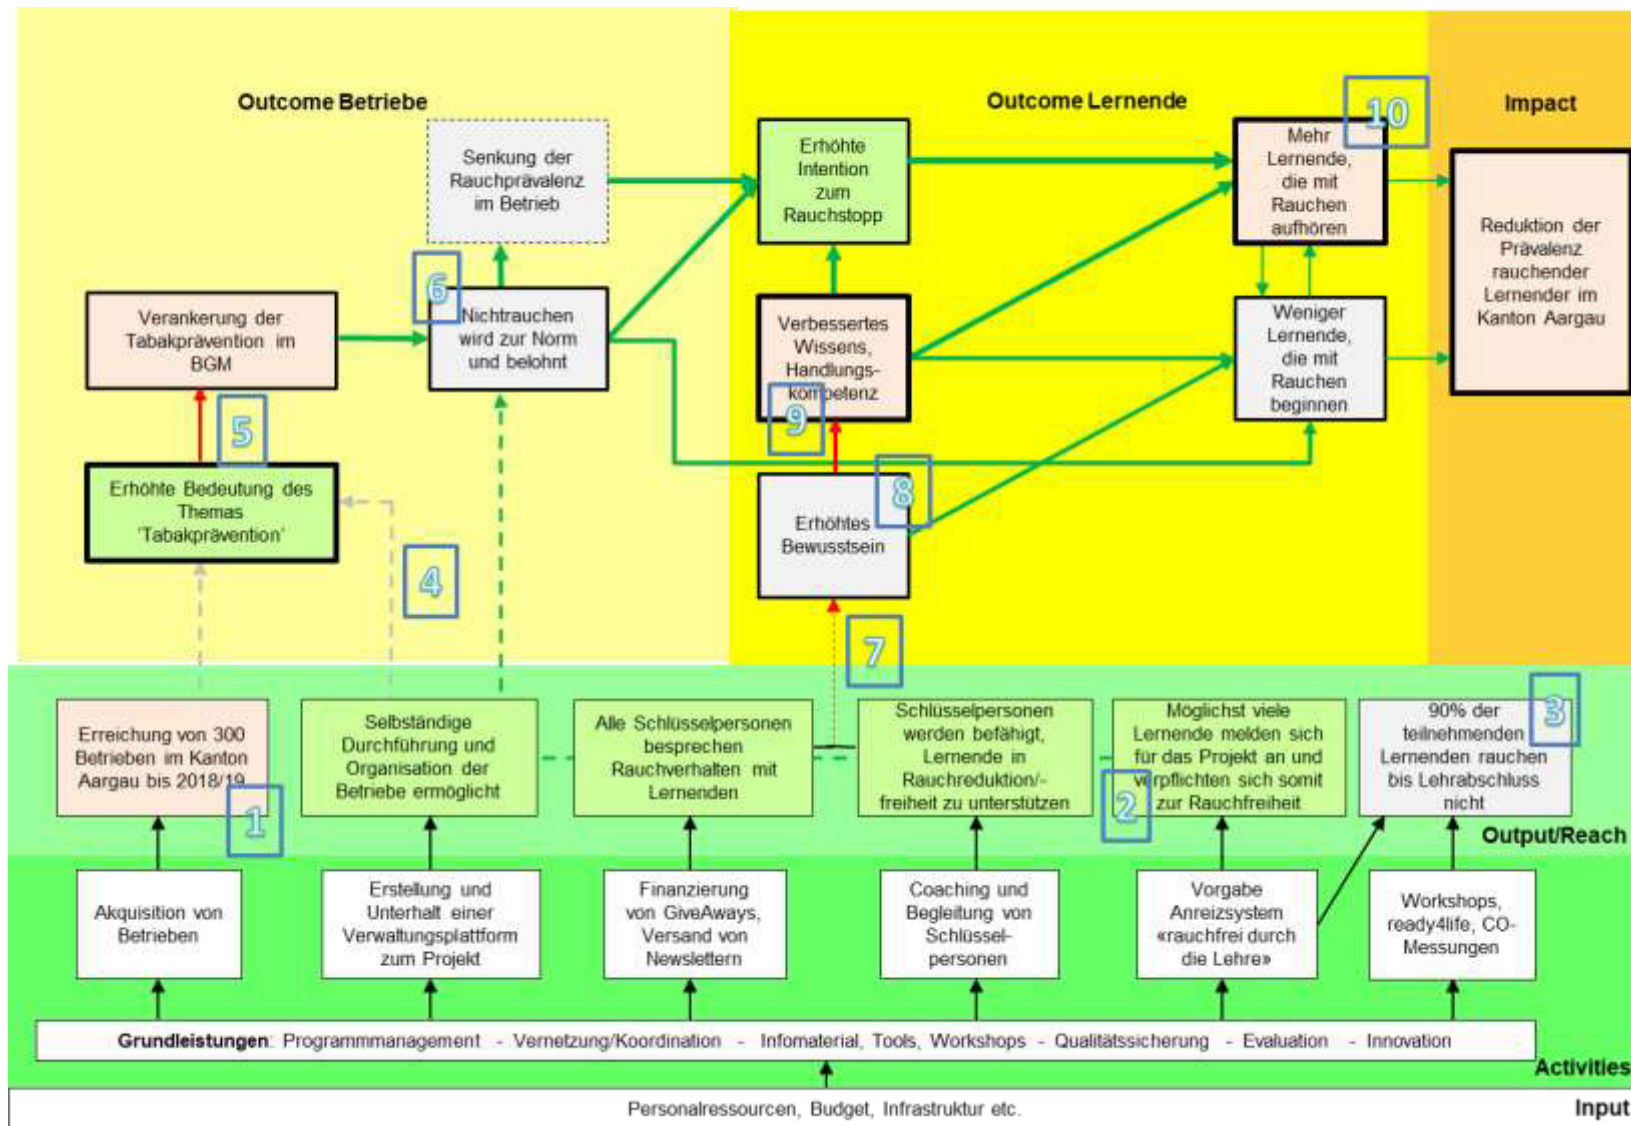 Outcome Betriebe
Outcome Lernende
Impact
10
Senkung der
Rauchprävalenz
im Betrieb
Erhöhte
Intention
zum
Rauchstopp
Mehr
Lernende,
die mit
Rauchen
aufhören
Reduktion der
Prävalenz
rauchender
Lernender im
Kanton Aargau
6
Verankerung der
Tabakprävention im
BGM
Nichtrauchen
wird zur Norm
und belohnt
Verbessertes
Wissens,
Handlungs-
kompetenz
Weniger
Lernende,
die mit
Rauchen
beginnen
5
9
8
Erhöhte Bedeutung des
Themas
'Tabakprävention'
Erhöhtes
Bewusstsein
4
7
Erreichung von 300
Betrieben im Kanton
Aargau bis 2018/19
1
Selbständige
Durchführung und
Organisation der
Betriebe ermöglicht
Alle Schlüsselpersonen
besprechen
Rauchverhalten mit
Lernenden
Schlüsselpersonen
werden befähigt,
Lernende in
Rauchreduktion/-
freiheit zu unterstützen
2
Möglichst viele
Lernende melden sich
für das Projekt an und
verpflichten sich somit
zur Rauchfreiheit
3
90% der
teilnehmenden
Lernenden rauchen
bis Lehrabschluss
nicht
Output/Reach
Akquisition von
Betrieben
Erstellung und
Unterhalt einer
Verwaltungsplattform
zum Projekt
Finanzierung
von GiveAways,
Versand von
Newslettern
Coaching und
Begleitung von
Schlüssel-
personen
Vorgabe
Anreizsystem
«rauchfrei durch
die Lehre»
Workshops,
ready4life, CO-
Messungen
Grundleistungen: Programmmanagement - Vernetzung/Koordination - Infomaterial, Tools, Workshops - Qualitätssicherung - Evaluation - Innovation
Activities
Personalressourcen, Budget, Infrastruktur etc.
Input